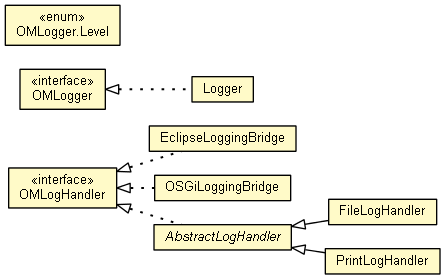 «enum»
OMLogger.Level
«interface»
OMLogger
Logger
EclipseLoggingBridge
«interface»
OMLogHandler
OSGiLoggingBridge
AbstractLogHandler
FileLogHandler
PrintLogHandler